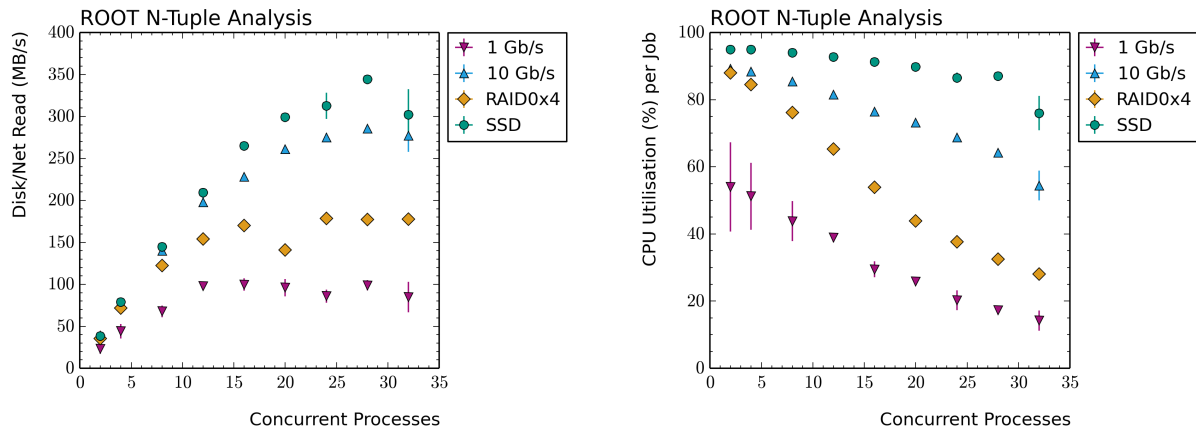 ROOT N-Tuple Analysis
Disk/Net Read (MB/s)
400
350
300
250
200
150
100
50
0
0 5 10 15 20 25 30 35
Concurrent Processes
1 Gb/s
10 Gb/s
RAID0x4
SSD
ROOT N-Tuple Analysis
CPU Utilisation (%) per Job
100
80
60
40
20
0
0 5 10 15 20 25 30 35
Concurrent Processes
1 Gb/s
10 Gb/s
RAID0x4
SSD